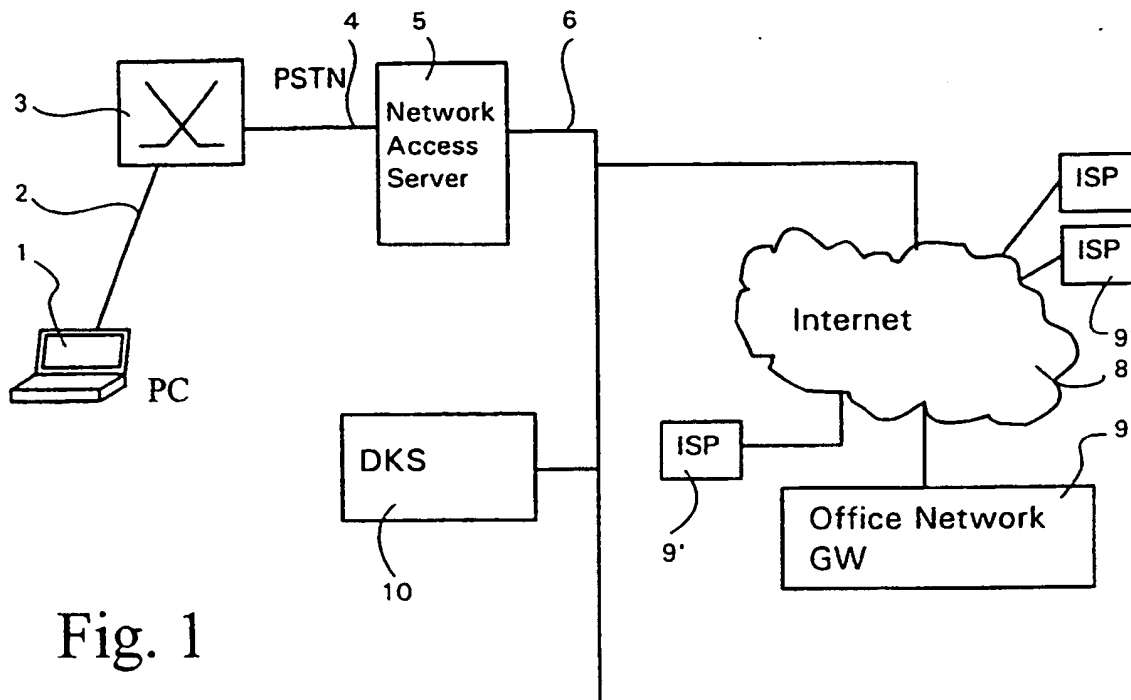 4
5
6
PSTN
3
Network
Access
Server
ISP
2
ISP
1
9
Internet
8
PC
ISP
9
DKS
Office Network
GW
9'
10
Fig. 1